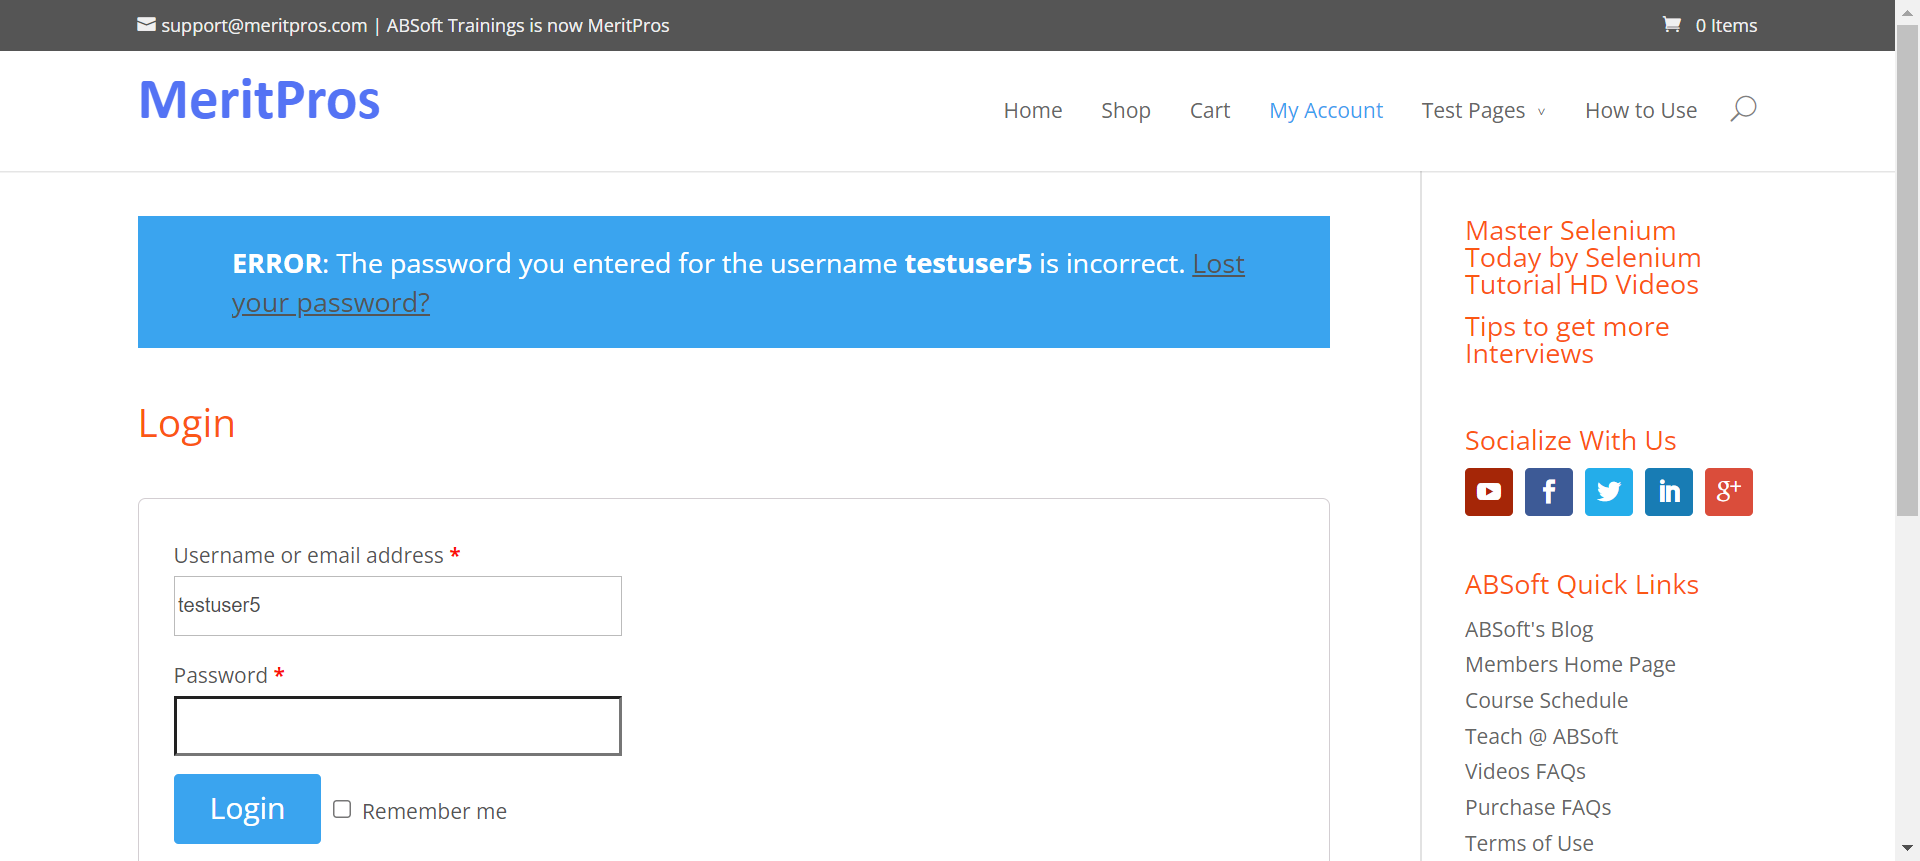 support@meritpros.com | ABSoft Trainings is now MeritPros
0 Items
MeritPros
Home Shop Cart My Account Test Pages How to Use
ERROR: The password you entered for the username testuser5 is incorrect. Lost
your password?
Login
Username or email address *
testuser5
Password *
Login
Remember me
Master Selenium
Today by Selenium
Tutorial HD Videos
Tips to get more
Interviews
Socialize With Us
f
in
g+
ABSoft Quick Links
ABSoft's Blog
Members Home Page
Course Schedule
Teach @ ABSoft
Videos FAQs
Purchase FAQs
Terms of Use